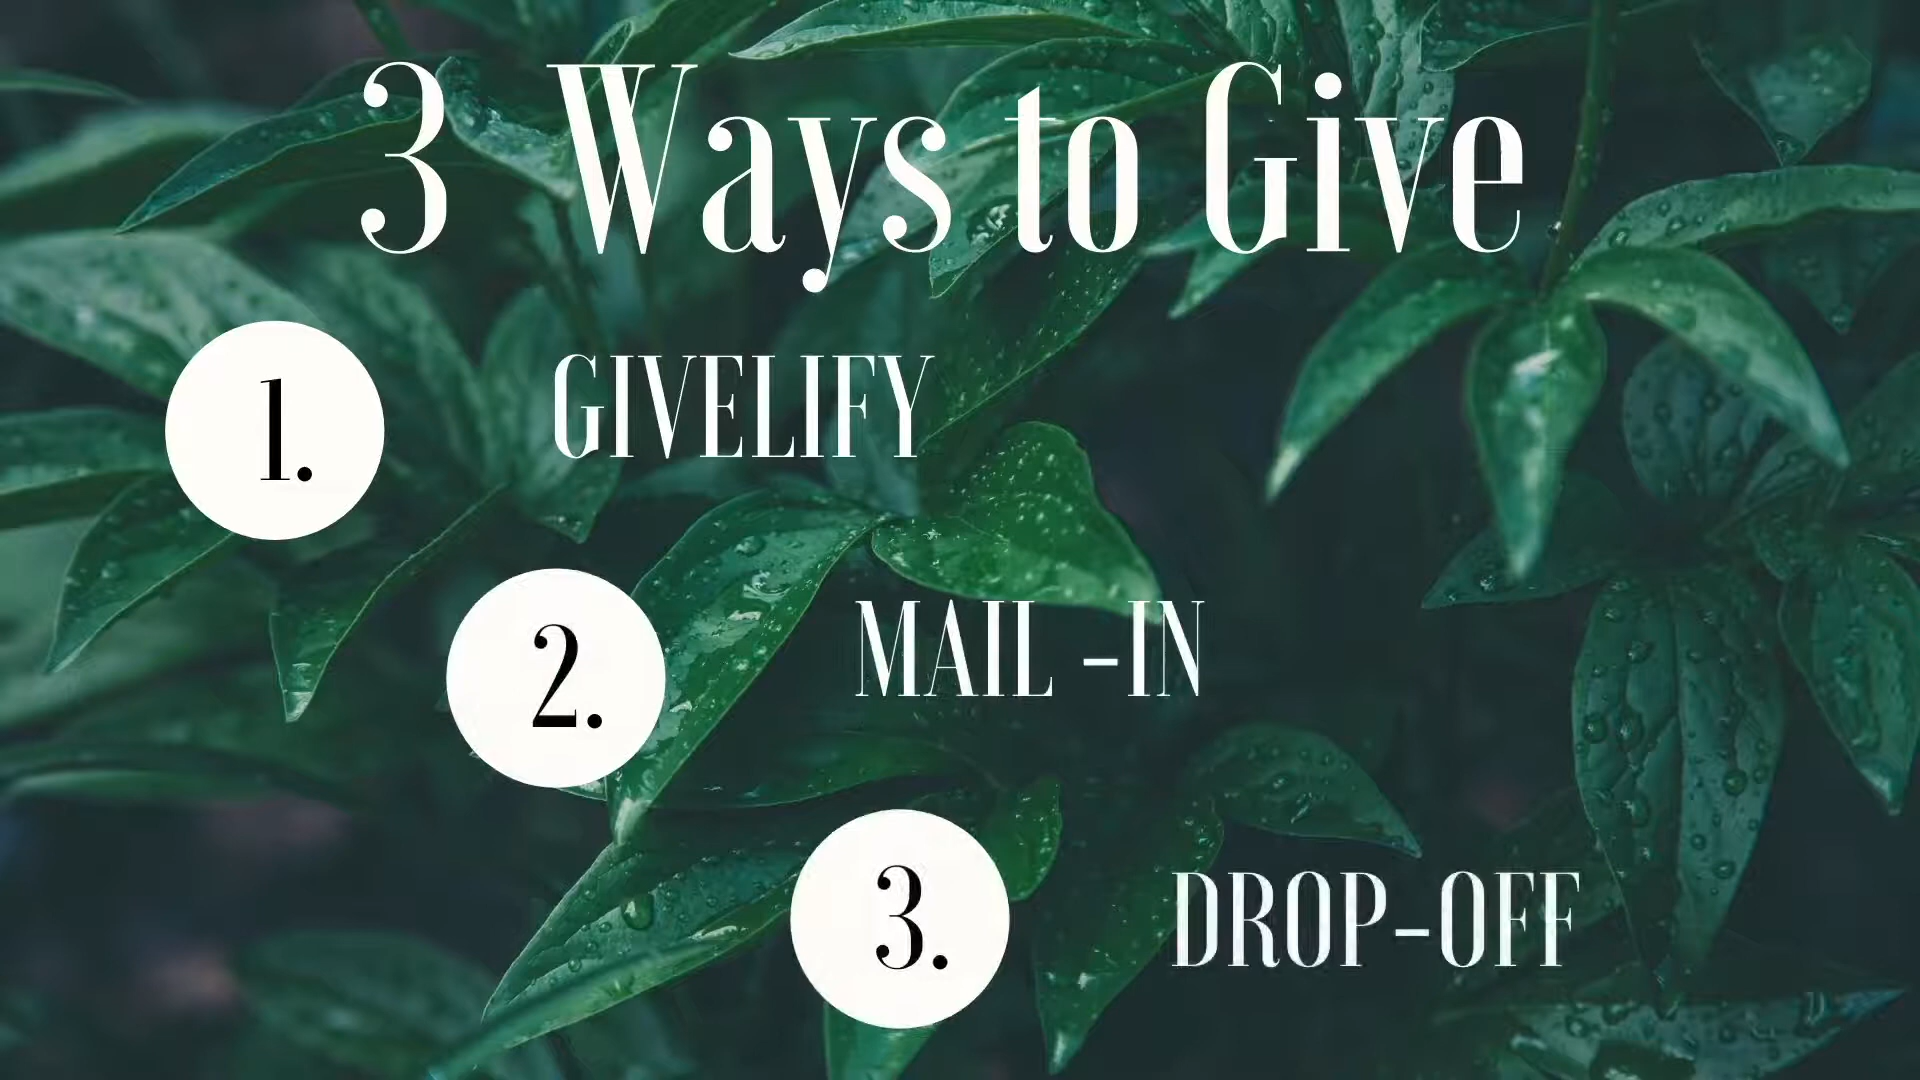 3 Ways to Give
1. GIVELIFY
2. MAIL -IN
3. DROP-OFF